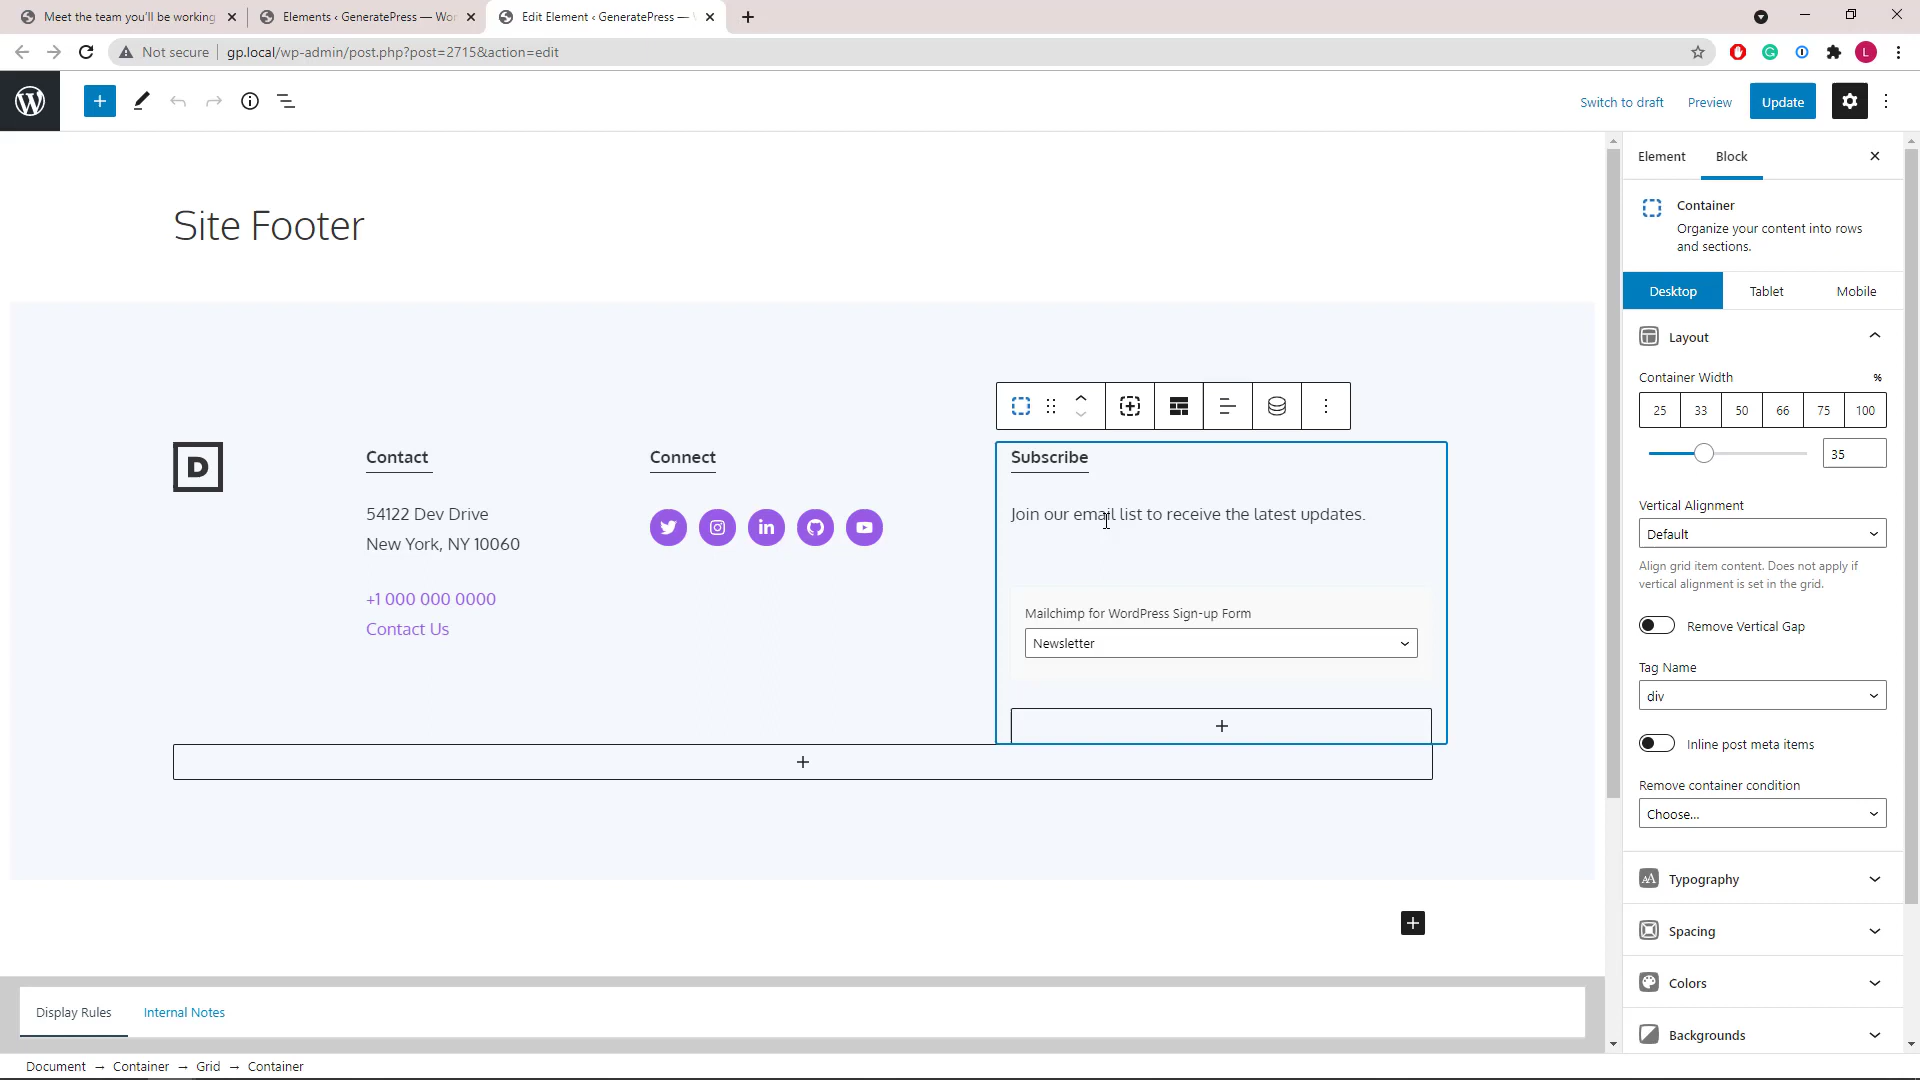 Meet the team you'll be working
Elements ‹ GeneratePress — Wor
Edit Element ‹ GeneratePress —
Not secure
gp.local/wp-admin/post.php?post=2715&action=edit
L
Switch to draft
Preview
Update
Site Footer
D
Contact
54122 Dev Drive
New York, NY 10060
+1 000 000 0000
Contact Us
Connect
in
Subscribe
Join our email list to receive the latest updates.
Mailchimp for WordPress Sign-up Form
Newsletter
Element
Block
Container
Organize your content into rows
and sections.
Desktop
Tablet
Mobile
Layout
Container Width
%
25
33
50
66
75
100
35
Vertical Alignment
Default
Align grid item content. Does not apply if
vertical alignment is set in the grid.
Remove Vertical Gap
Tag Name
div
Inline post meta items
Remove container condition
Choose...
Typography
Spacing
Colors
Backgrounds
Display Rules
Internal Notes
Document → Container → Grid → Container